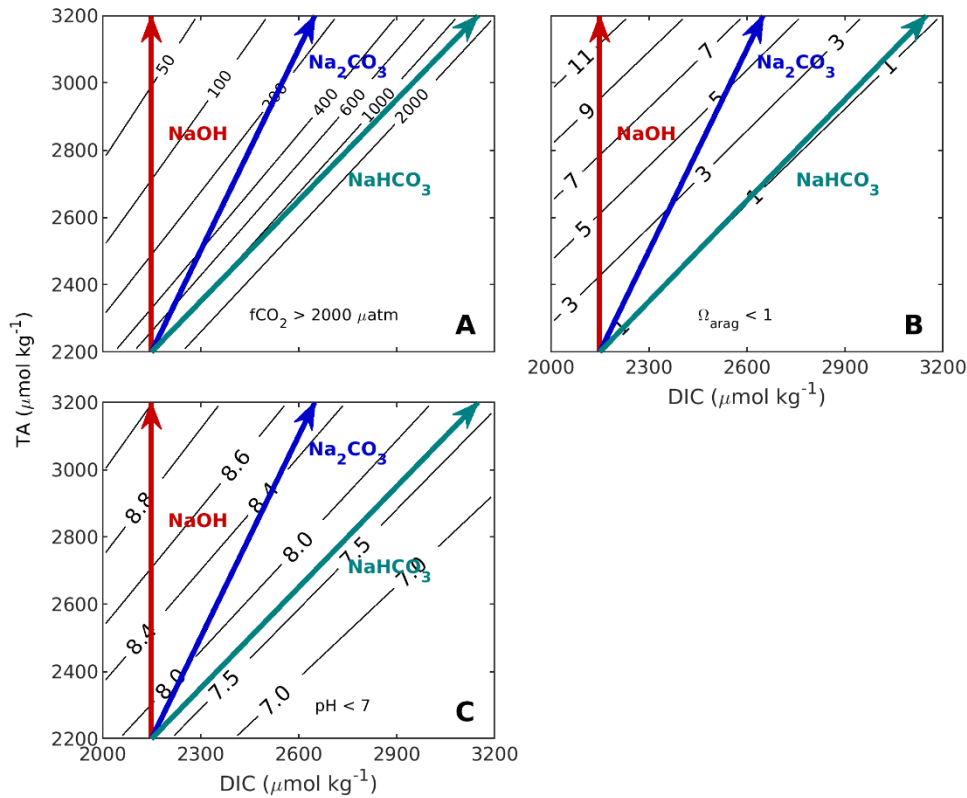 3200
3000
2800
2600
2400
2200
TA (μmol kg⁻¹)
50
100
200
400
600
1000
2000
NaOH
Na₂CO₃
NaHCO₃
fCO₂ > 2000 μatm
A
11
9
7
5
3
7
5
3
3
1
1
1
NaOH
Na₂CO₃
NaHCO₃
Ω_arag < 1
B
2000 2300 2600 2900 3200
DIC (μmol kg⁻¹)
3200
3000
2800
2600
2400
2200
8.8
8.6
8.4
8.4
8.0
8.0
7.5
7.5
7.0
7.0
NaOH
Na₂CO₃
NaHCO₃
pH < 7
C
2000 2300 2600 2900 3200
DIC (μmol kg⁻¹)